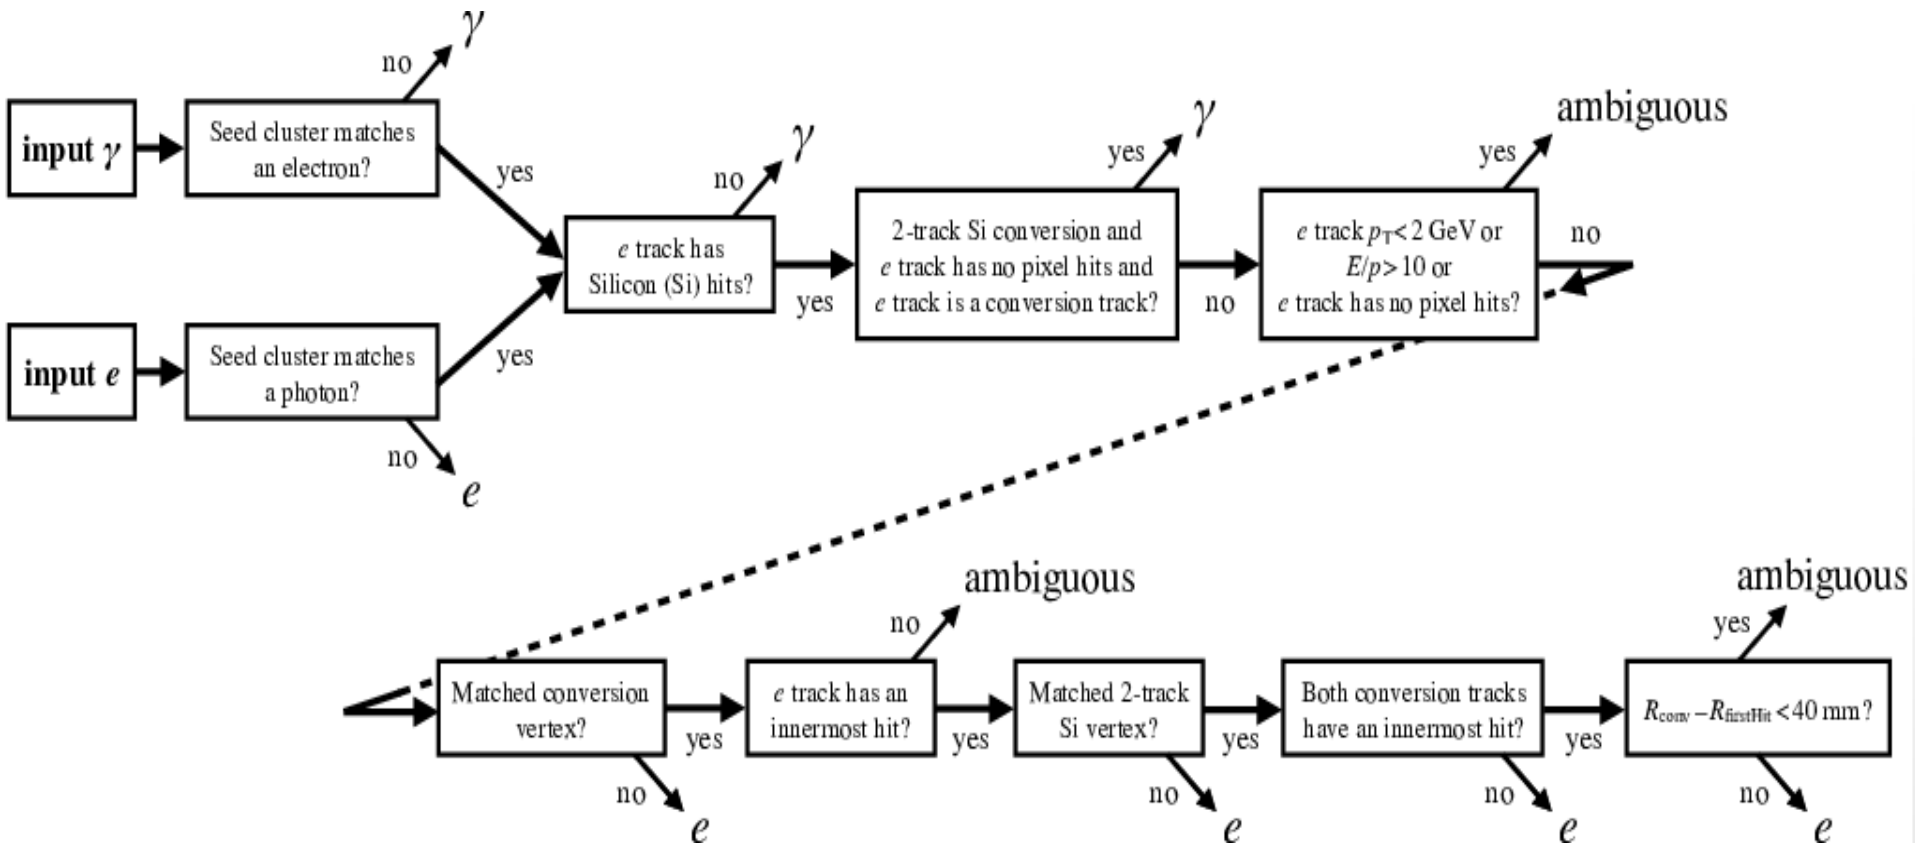 input γ
Seed cluster matches
an electron?
no
γ
yes
input e
Seed cluster matches
a photon?
yes
no
e
e track has
Silicon (Si) hits?
no
γ
yes
2-track Si conversion and
e track has no pixel hits and
e track is a conversion track?
yes
γ
no
e track pT<2 GeV or
E/p>10 or
e track has no pixel hits?
yes
ambiguous
no
Matched conversion
vertex?
yes
no
e
e track has an
innermost hit?
no
ambiguous
yes
Matched 2-track
Si vertex?
yes
no
e
Both conversion tracks
have an innermost hit?
yes
no
e
Rconv–RfirstHit<40 mm?
yes
ambiguous
no
e